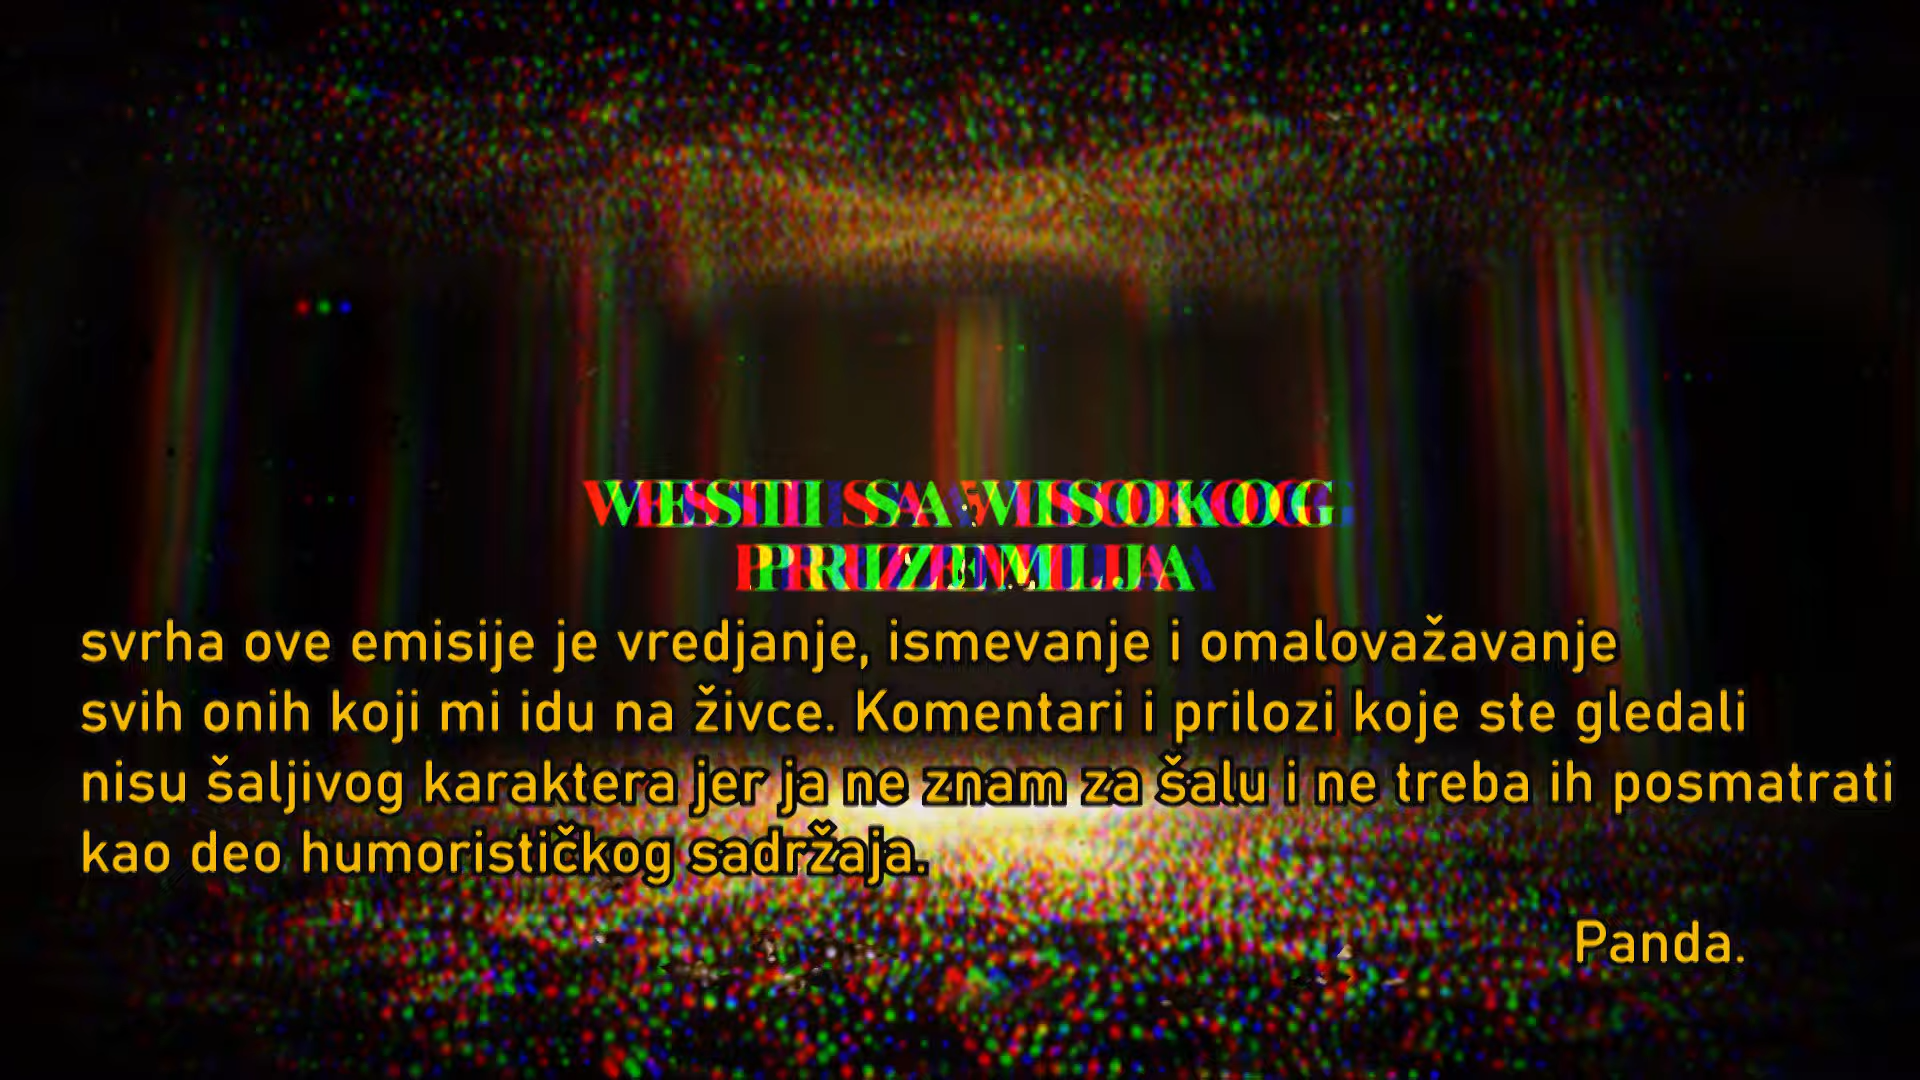 VESTI SA VISOKOG
PRIZEMLJA
svrha ove emisije je vredjanje, ismevanje i omalovažavanje
svih onih koji mi idu na živce. Komentari i prilozi koje ste gledali
nisu šaljivog karaktera jer ja ne znam za šalu i ne treba ih posmatrati
kao deo humorističkog sadržaja.
Panda.